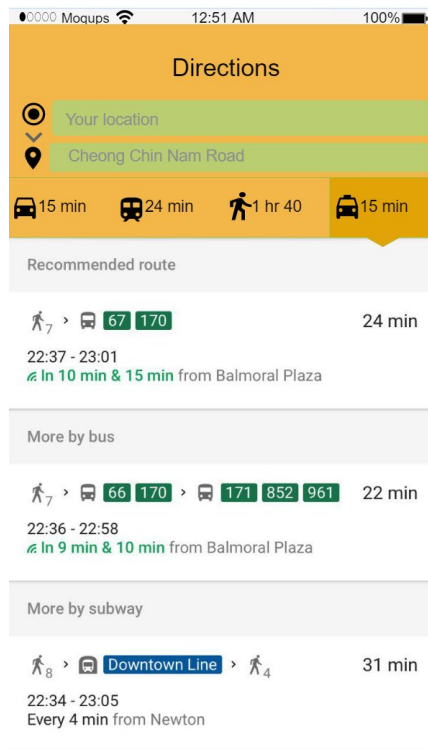 Moqups 12:51 AM 100%
Directions
Your location
Cheong Chin Nam Road
15 min 24 min 1 hr 40 15 min
Recommended route
7 67 170 24 min
22:37 - 23:01
In 10 min & 15 min from Balmoral Plaza
More by bus
7 66 170 171 852 961 22 min
22:36 - 22:58
In 9 min & 10 min from Balmoral Plaza
More by subway
8 Downtown Line 4 31 min
22:34 - 23:05
Every 4 min from Newton